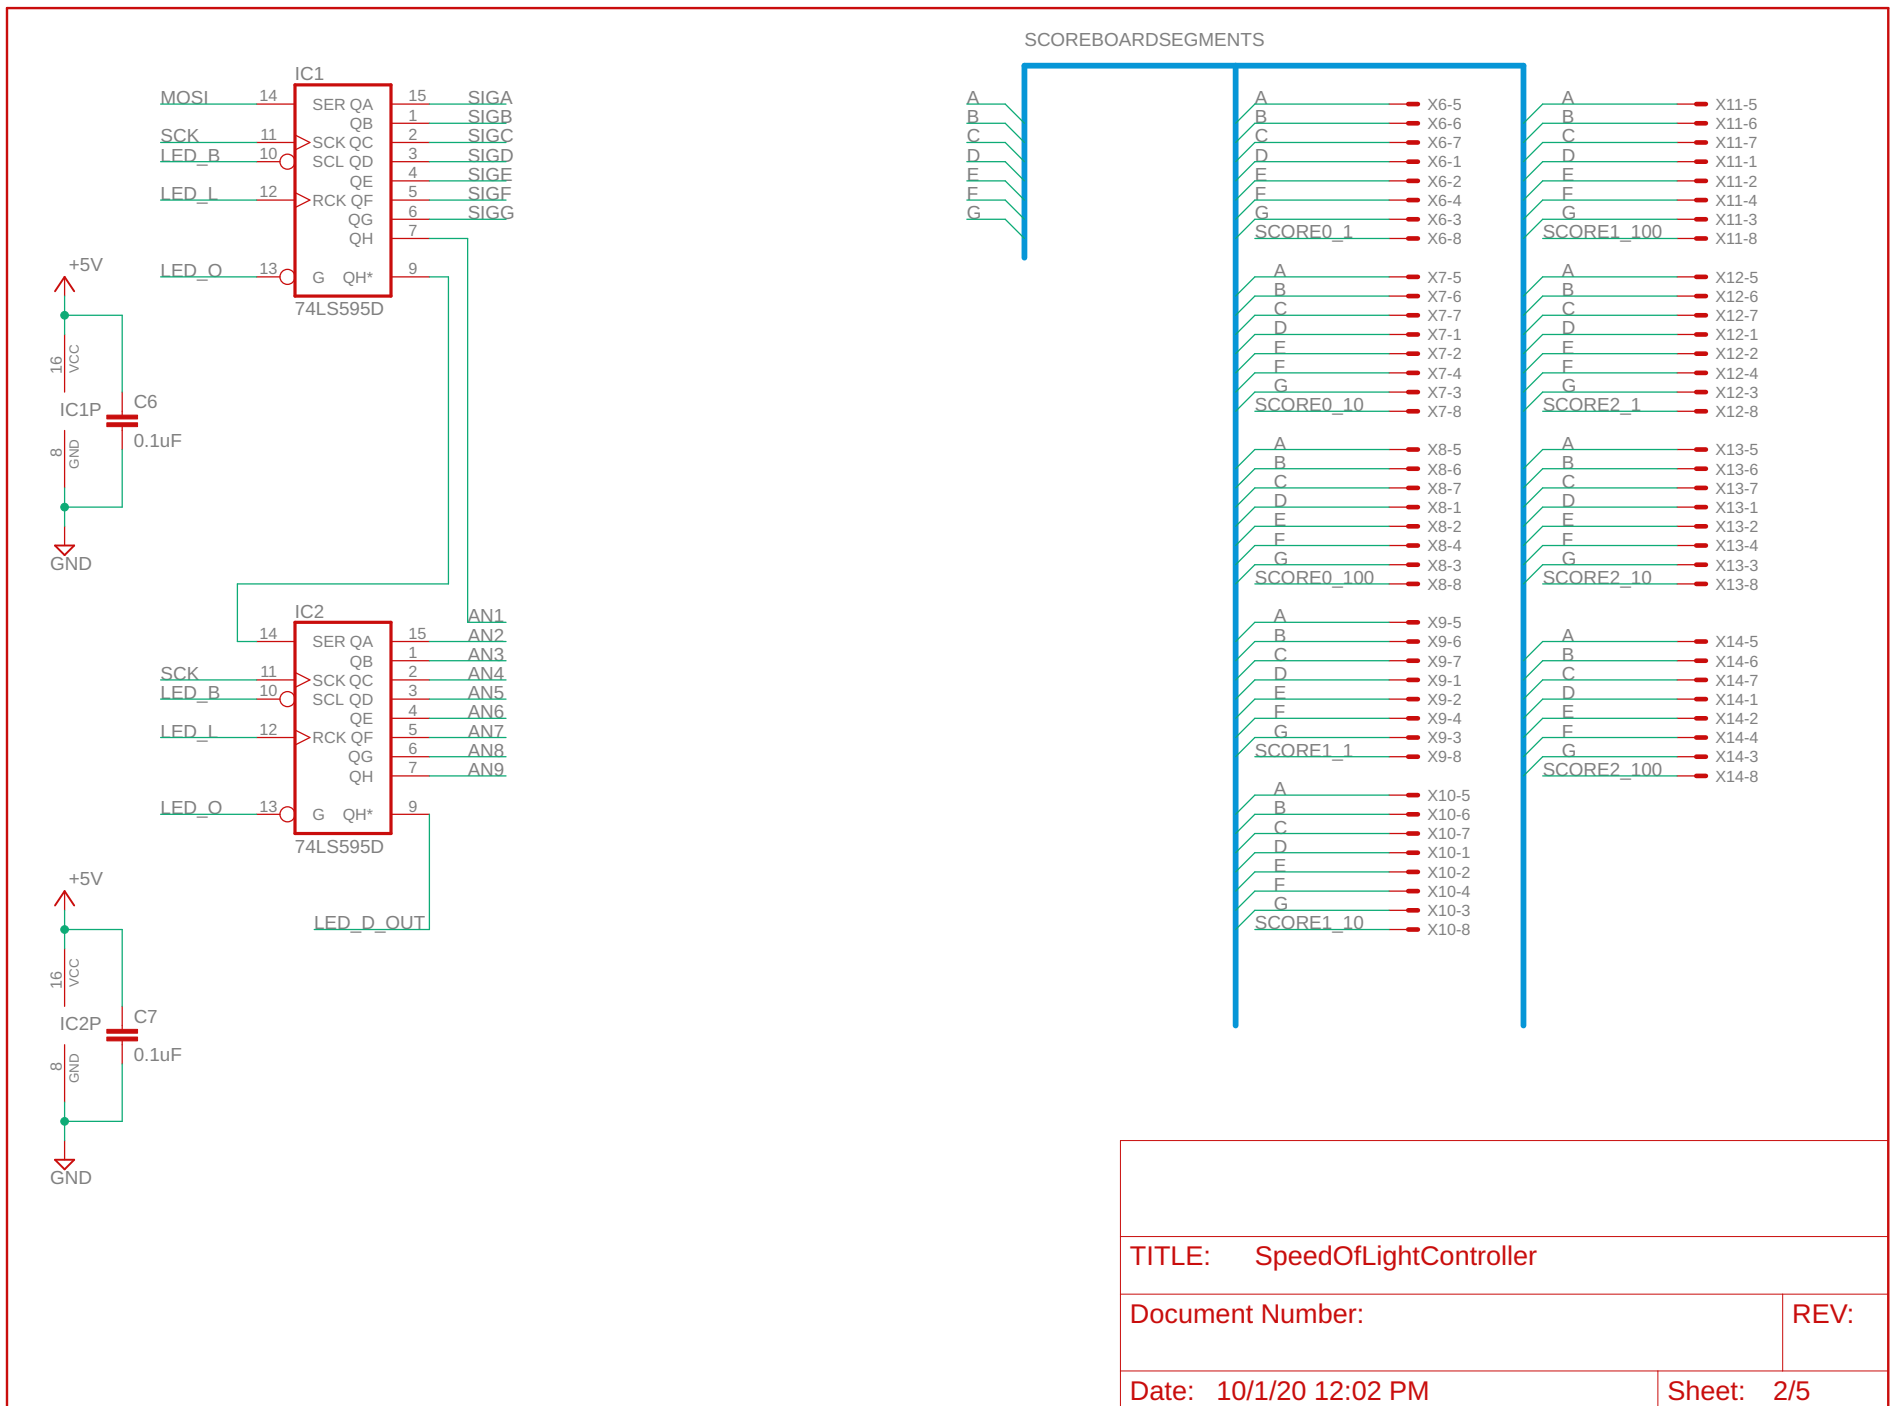 SCOREBOARDSEGMENTS
IC1
MOSI 14 SER QA 15 SIGA
QB 1 SIGB
SCK 11 SCK QC 2 SIGC
LED_B 10 SCL QD 3 SIGD
QE 4 SIGE
LED_L 12 RCK QF 5 SIGF
QG 6 SIGG
QH 7
LED_O 13 G QH* 9
74LS595D
+5V
16 VCC
IC1P C6
0.1uF
8 GND
GND
IC2
AN1
14 SER QA 15 AN2
QB 1 AN3
SCK 11 SCK QC 2 AN4
LED_B 10 SCL QD 3 AN5
QE 4 AN6
LED_L 12 RCK QF 5 AN7
QG 6 AN8
QH 7 AN9
LED_O 13 G QH* 9
74LS595D
LED_D_OUT
+5V
16 VCC
IC2P C7
0.1uF
8 GND
GND
A
B
C
D
E
F
G
A X6-5
B X6-6
C X6-7
D X6-1
E X6-2
F X6-4
G X6-3
SCORE0_1 X6-8
A X7-5
B X7-6
C X7-7
D X7-1
E X7-2
F X7-4
G X7-3
SCORE0_10 X7-8
A X8-5
B X8-6
C X8-7
D X8-1
E X8-2
F X8-4
G X8-3
SCORE0_100 X8-8
A X9-5
B X9-6
C X9-7
D X9-1
E X9-2
F X9-4
G X9-3
SCORE1_1 X9-8
A X10-5
B X10-6
C X10-7
D X10-1
E X10-2
F X10-4
G X10-3
SCORE1_10 X10-8
A X11-5
B X11-6
C X11-7
D X11-1
E X11-2
F X11-4
G X11-3
SCORE1_100 X11-8
A X12-5
B X12-6
C X12-7
D X12-1
E X12-2
F X12-4
G X12-3
SCORE2_1 X12-8
A X13-5
B X13-6
C X13-7
D X13-1
E X13-2
F X13-4
G X13-3
SCORE2_10 X13-8
A X14-5
B X14-6
C X14-7
D X14-1
E X14-2
F X14-4
G X14-3
SCORE2_100 X14-8
TITLE: SpeedOfLightController
Document Number: REV:
Date: 10/1/20 12:02 PM Sheet: 2/5